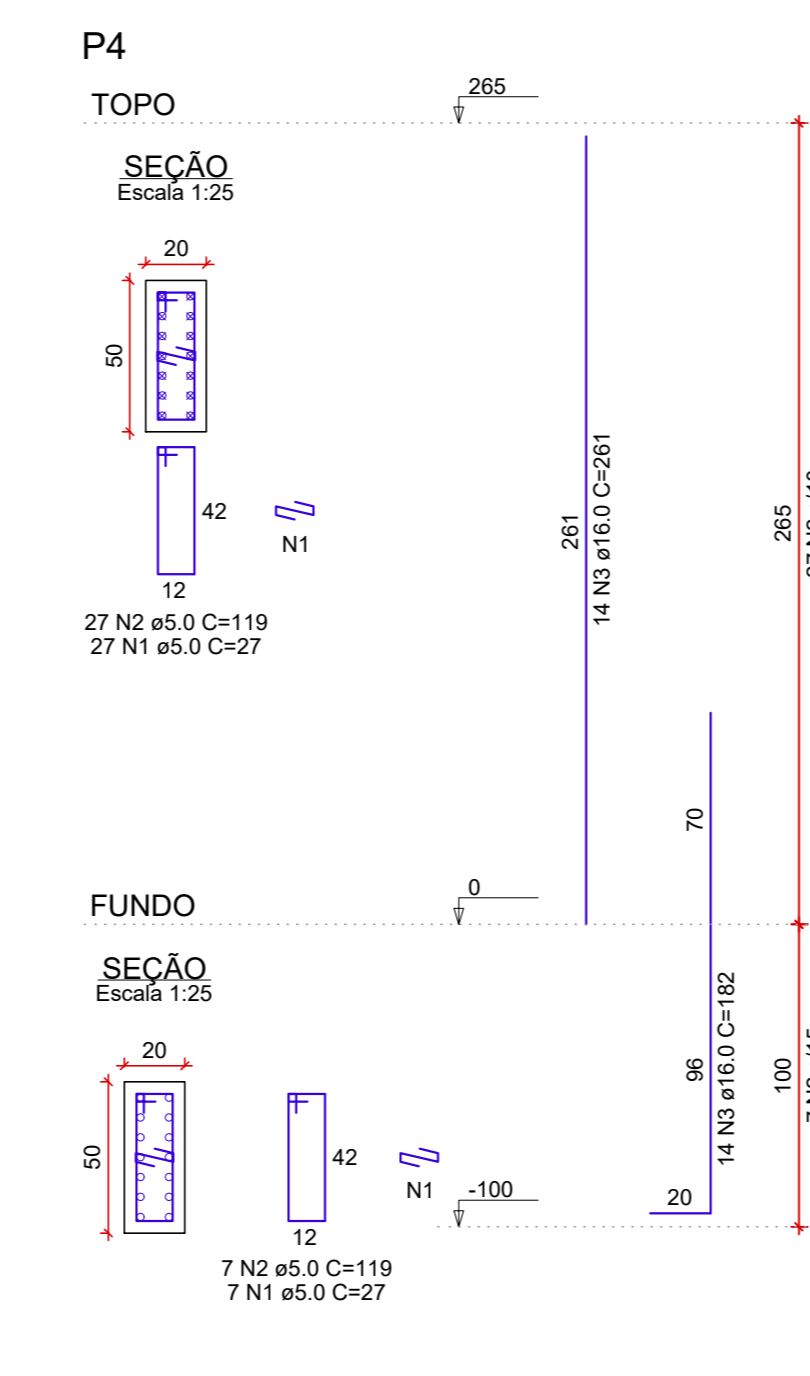 P4
TOPO
265
SEÇÃO
Escala 1:25
20
50
42
12
N1
27 N2 ø5.0 C=119
27 N1 ø5.0 C=27
261
14 N3 ø16.0 C=261
265
70
FUNDO
0
SEÇÃO
Escala 1:25
20
50
42
12
N1
7 N2 ø5.0 C=119
7 N1 ø5.0 C=27
-100
96
14 N3 ø16.0 C=182
20
100